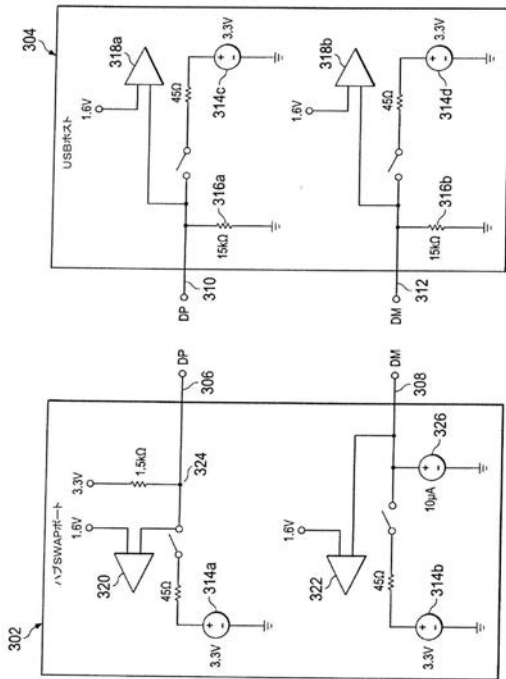 302
ハブSWAPポート
3.3V
1.6V
1.5kΩ
320
324
DP
306
45Ω
314a
3.3V
1.6V
DM
308
322
326
10μA
45Ω
314b
3.3V
304
USBホスト
1.6V
318a
45Ω
3.3V
314c
DP
310
316a
15kΩ
1.6V
318b
45Ω
3.3V
314d
DM
312
316b
15kΩ